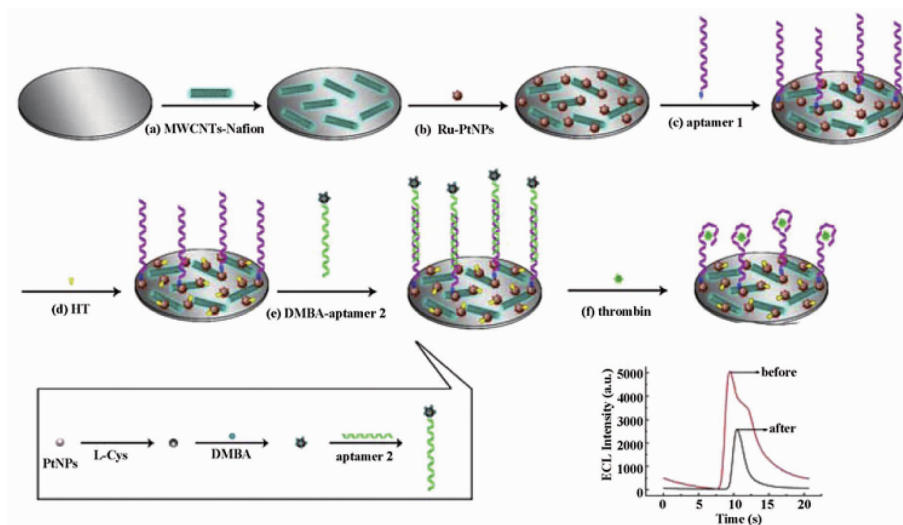 (a) MWCNTs-Nafion
(b) Ru-PtNPs
(c) aptamer 1
(d) HT
(e) DMBA-aptamer 2
(f) thrombin
PtNPs
L-Cys
DMBA
aptamer 2
ECL Intensity (a.u.)
5000
4000
3000
2000
1000
0
before
after
0 5 10 15 20
Time (s)